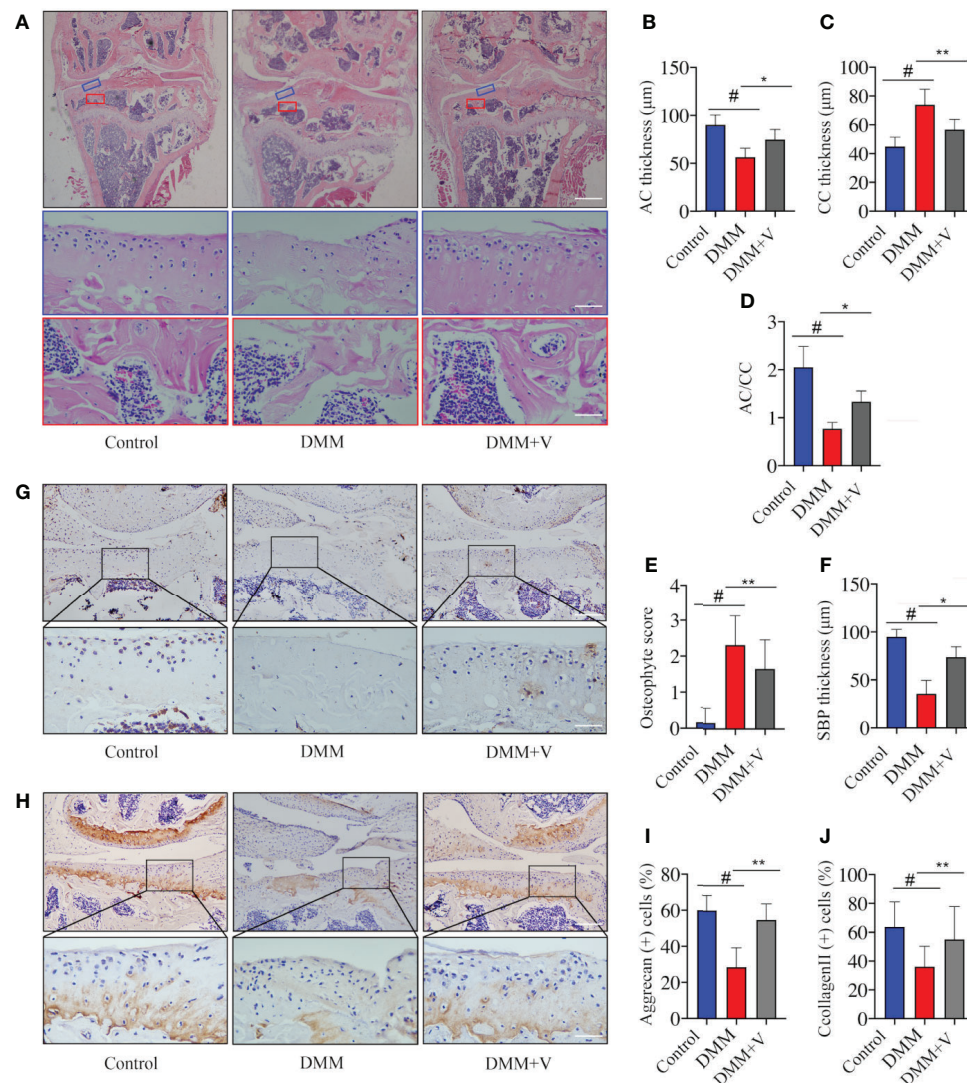 A
Control
DMM
DMM+V
B
AC thickness (μm)
150
100
50
0
#
*
Control
DMM
DMM+V
C
CC thickness (μm)
100
80
60
40
20
0
#
**
Control
DMM
DMM+V
D
AC/CC
3
2
1
0
#
*
Control
DMM
DMM+V
G
Control
DMM
DMM+V
E
Osteophyte score
4
3
2
1
0
#
**
Control
DMM
DMM+V
F
SBP thickness (μm)
150
100
50
0
#
*
Control
DMM
DMM+V
H
Control
DMM
DMM+V
I
Aggrecan (+) cells (%)
80
60
40
20
0
#
**
Control
DMM
DMM+V
J
CcollagenII (+) cells (%)
100
80
60
40
20
0
#
**
Control
DMM
DMM+V